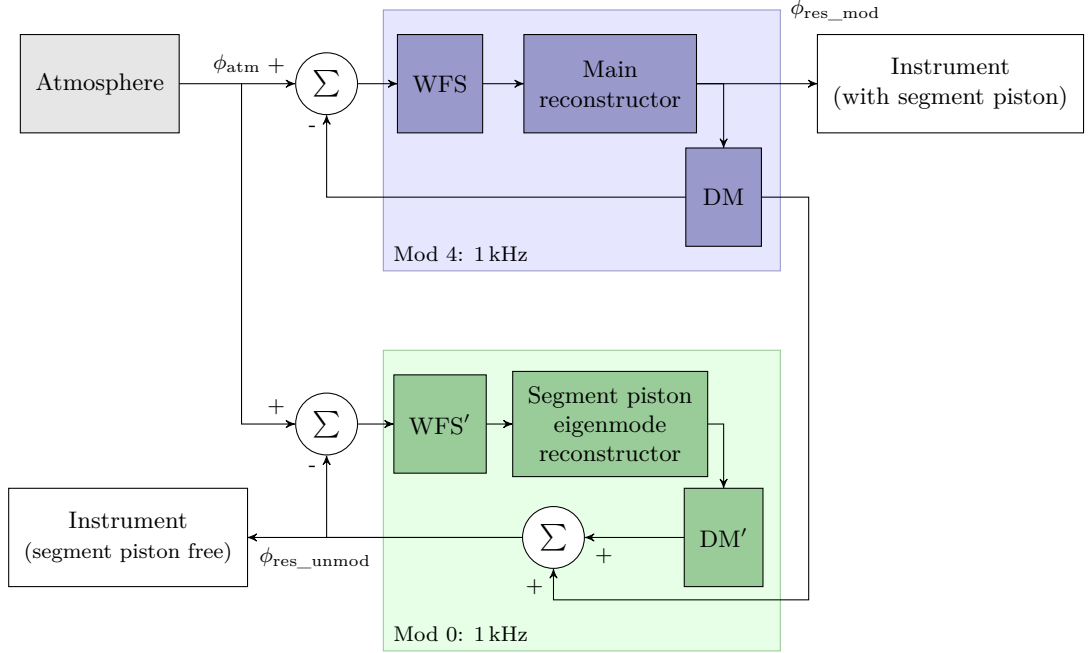 ϕres_mod
Atmosphere
ϕatm +
∑
-
WFS
Main
reconstructor
Instrument
(with segment piston)
DM
Mod 4: 1 kHz
+
∑
-
WFS′
Segment piston
eigenmode
reconstructor
Instrument
(segment piston free)
ϕres_unmod
∑
+
+
DM′
Mod 0: 1 kHz